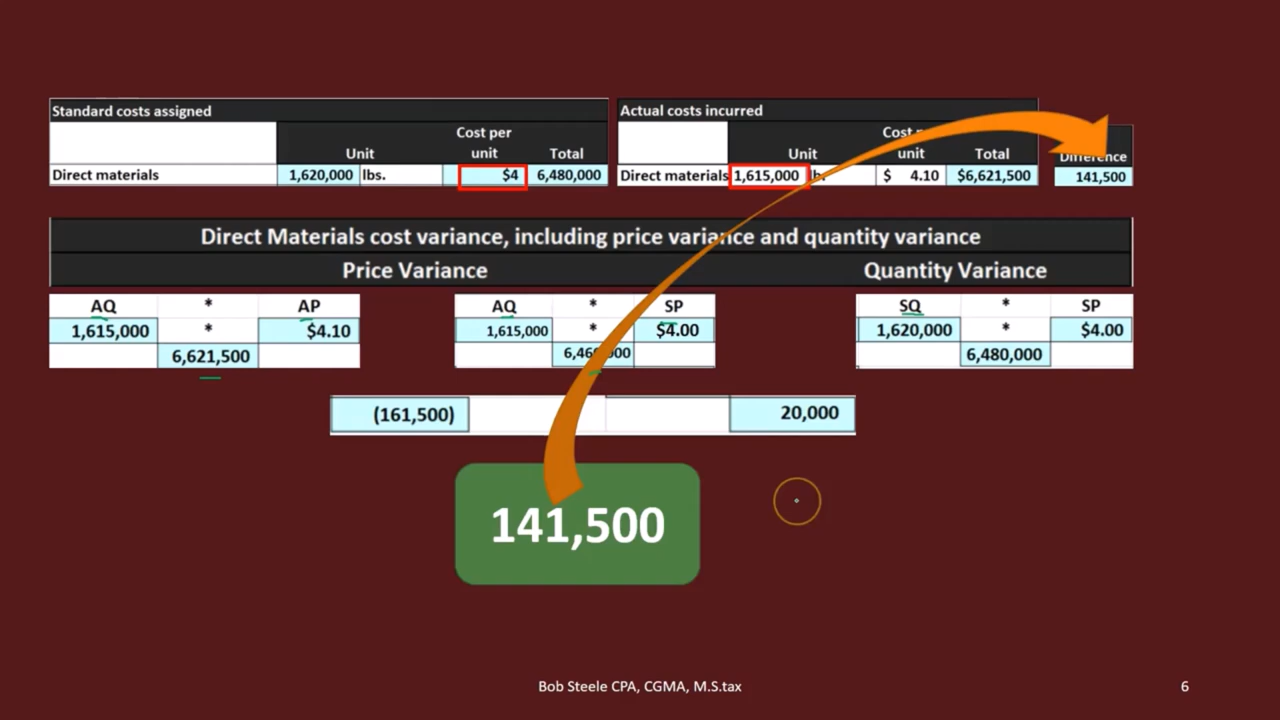 Standard costs assigned
Unit Cost per unit Total
Direct materials 1,620,000 lbs. $4 6,480,000
Actual costs incurred
Unit unit Total
Direct materials 1,615,000 $ 4.10 $6,621,500
Difference
141,500
Direct Materials cost variance, including price variance and quantity variance
Price Variance Quantity Variance
AQ * AP AQ * SP SQ * SP
1,615,000 * $4.10 1,615,000 * $4.00 1,620,000 * $4.00
6,621,500 6,480,000
(161,500) 20,000
141,500
Bob Steele CPA, CGMA, M.S.tax
6